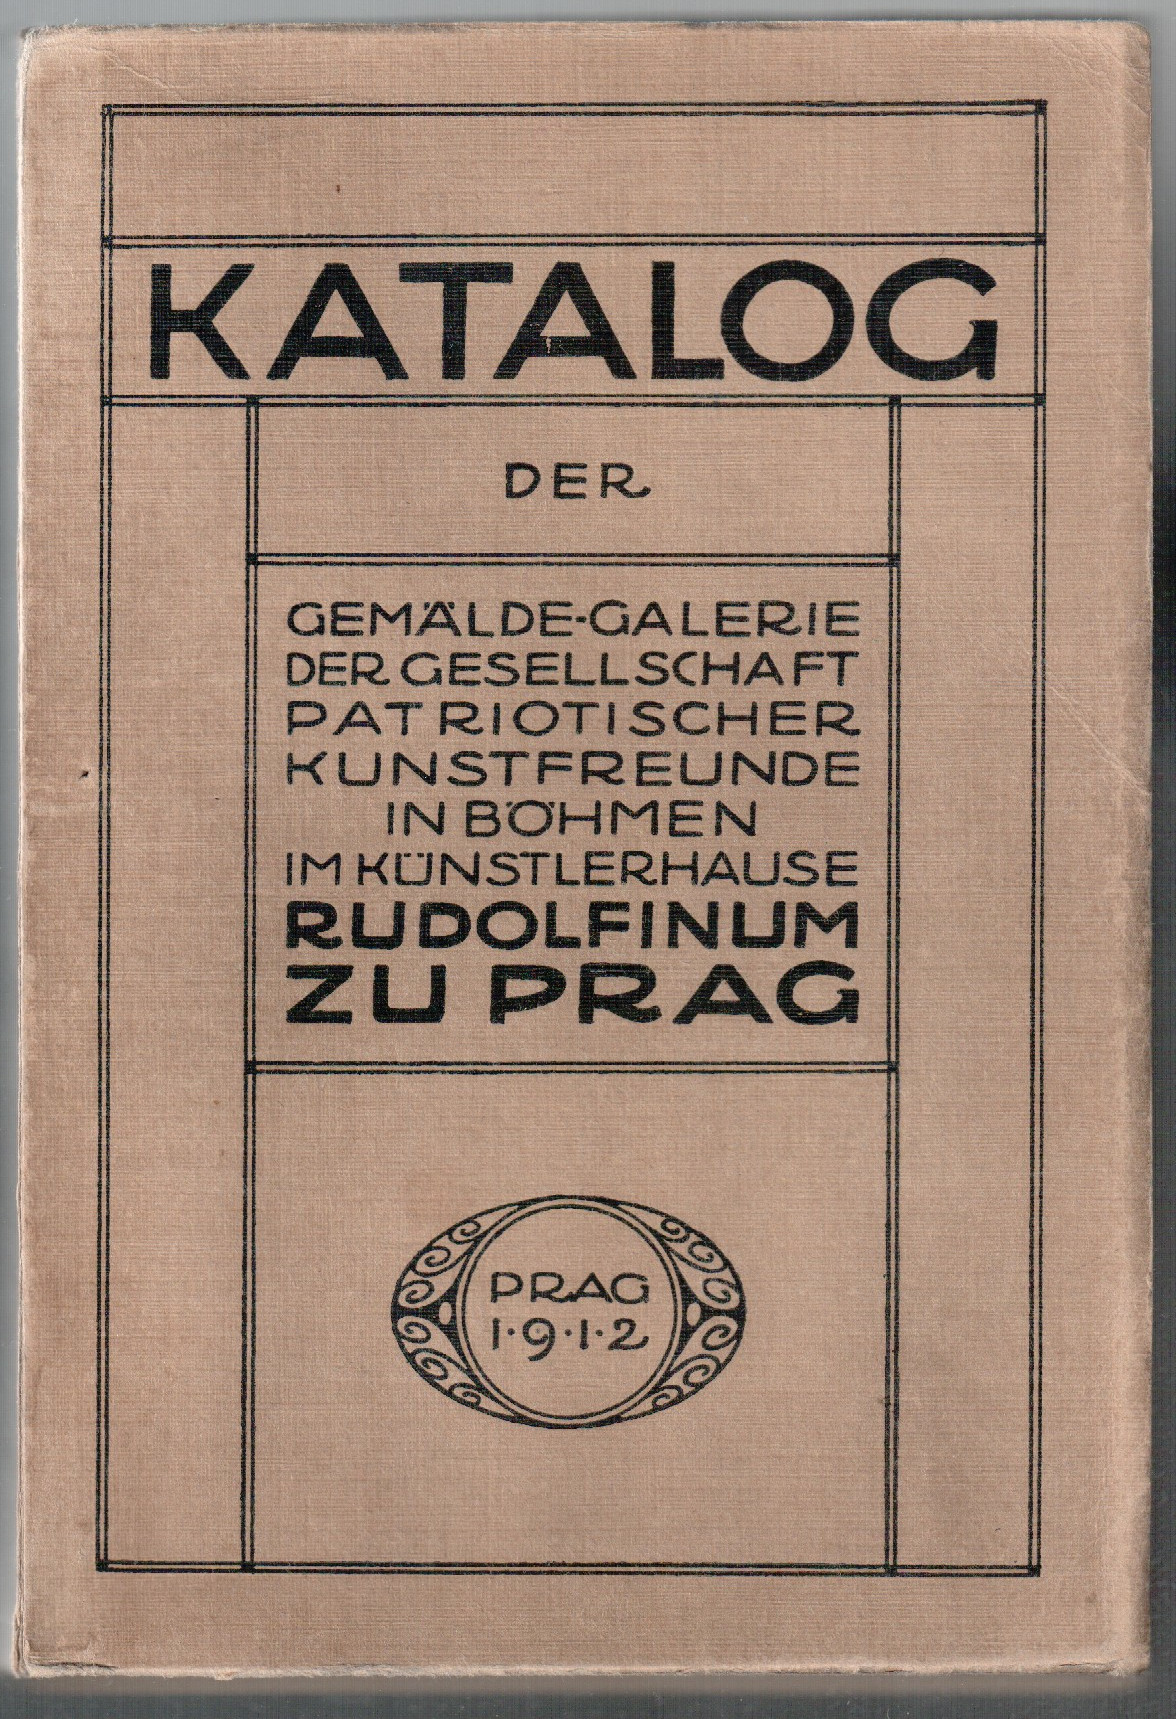 KATALOG
DER
GEMÄLDE-GALERIE
DER GESELLSCHAFT
PATRIOTISCHER
KUNSTFREUNDE
IN BÖHMEN
IM KÜNSTLERHAUSE
RUDOLFINUM
ZU PRAG
PRAG
1·9·1·2